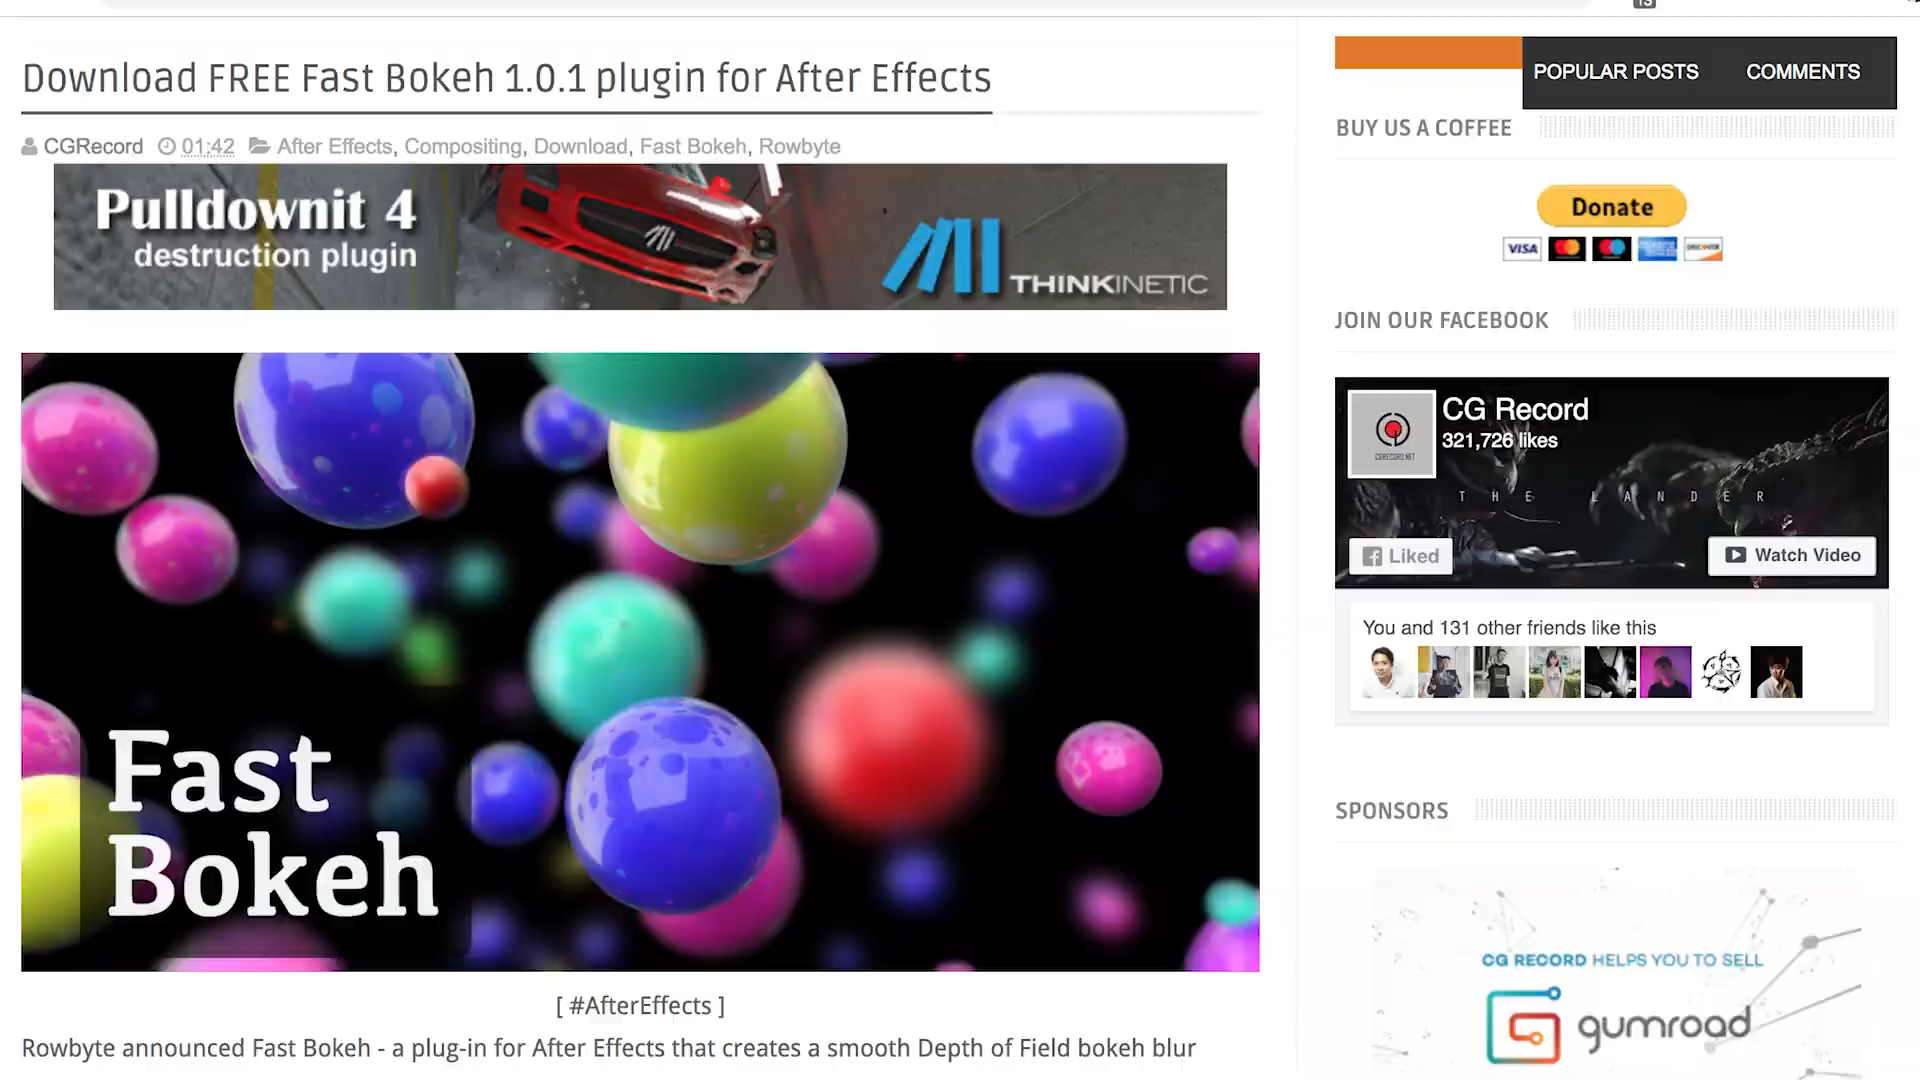 Download FREE Fast Bokeh 1.0.1 plugin for After Effects
CGRecord 01:42 After Effects, Compositing, Download, Fast Bokeh, Rowbyte
Pulldownit 4
destruction plugin
THINKINETIC
Fast
Bokeh
[ #AfterEffects ]
Rowbyte announced Fast Bokeh - a plug-in for After Effects that creates a smooth Depth of Field bokeh blur
POPULAR POSTS COMMENTS
BUY US A COFFEE
Donate
VISA
JOIN OUR FACEBOOK
CG Record
321,726 likes
CGRECORD.NET
THE LANDER
Liked
Watch Video
You and 131 other friends like this
SPONSORS
CG RECORD HELPS YOU TO SELL
gumroad